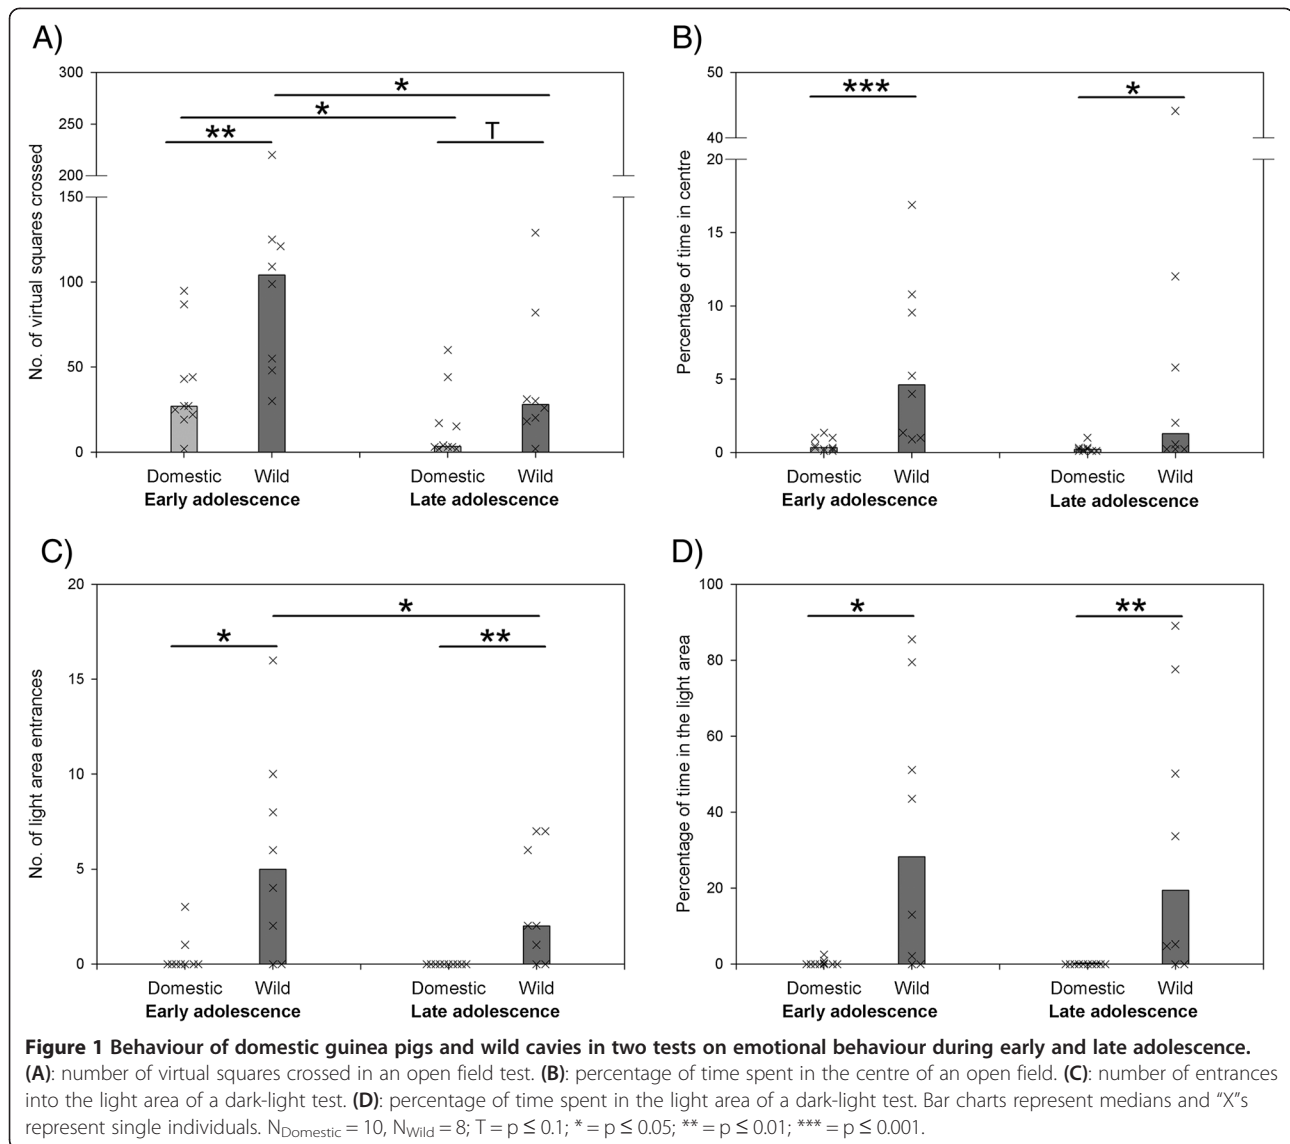 A)
300
250
200
150
100
50
0
No. of virtual squares crossed
*
*
**
T
Domestic Wild Domestic Wild
Early adolescence Late adolescence
B)
50
40
20
15
10
5
0
Percentage of time in centre
***
*
Domestic Wild Domestic Wild
Early adolescence Late adolescence
C)
20
15
10
5
0
No. of light area entrances
*
*
**
Domestic Wild Domestic Wild
Early adolescence Late adolescence
D)
100
80
60
40
20
0
Percentage of time in the light area
*
**
Domestic Wild Domestic Wild
Early adolescence Late adolescence
Figure 1 Behaviour of domestic guinea pigs and wild cavies in two tests on emotional behaviour during early and late adolescence.
(A): number of virtual squares crossed in an open field test. (B): percentage of time spent in the centre of an open field. (C): number of entrances
into the light area of a dark-light test. (D): percentage of time spent in the light area of a dark-light test. Bar charts represent medians and “X”s
represent single individuals. NDomestic = 10, NWild = 8; T = p ≤ 0.1; * = p ≤ 0.05; ** = p ≤ 0.01; *** = p ≤ 0.001.